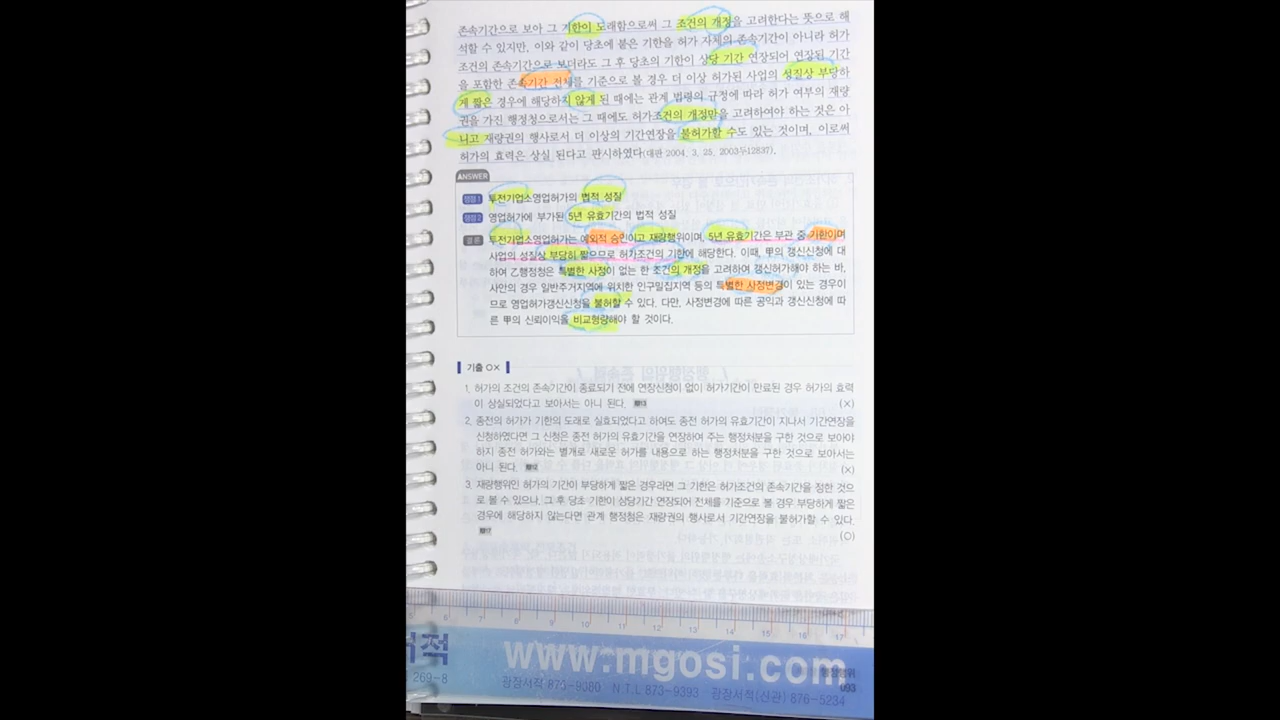 존속기간으로 보아 그 기한이 도래함으로써 그 조건의 개정을 고려한다는 뜻으로 해
석할 수 있지만, 이와 같이 당초에 붙은 기한을 허가 자체의 존속기간이 아니라 허가
조건의 존속기간으로 보더라도 그 후 당초의 기한이 상당 기간 연장되어 연장된 기간
을 포함한 존속기간 전체를 기준으로 볼 경우 더 이상 허가된 사업의 성질상 부당하
게 짧은 경우에 해당하지 않게 된 때에는 관계 법령의 규정에 따라 허가 여부의 재량
권을 가진 행정청으로서는 그 때에도 허가조건의 개정만을 고려하여야 하는 것은 아
니고 재량권의 행사로서 더 이상의 기간연장을 불허가할 수도 있는 것이며, 이로써
허가의 효력은 상실 된다고 판시하였다(대판 2004. 3. 25, 2003두12837).
ANSWER
쟁점1 투전기업소영업허가의 법적 성질
쟁점2 영업허가에 부가된 5년 유효기간의 법적 성질
결론 투전기업소영업허가는 예외적 승인이고 재량행위이며, 5년 유효기간은 부관 중 기한이며
사업의 성질상 부당히 짧으므로 허가조건의 기한에 해당한다. 이때, 甲의 갱신신청에 대
하여 乙행정청은 특별한 사정이 없는 한 조건의 개정을 고려하여 갱신허가해야 하는 바,
사안의 경우 일반주거지역에 위치한 인구밀집지역 등의 특별한 사정변경이 있는 경우이
므로 영업허가갱신신청을 불허할 수 있다. 다만, 사정변경에 따른 공익과 갱신신청에 따
른 甲의 신뢰이익을 비교형량해야 할 것이다.
기출 O×
1. 허가의 조건의 존속기간이 종료되기 전에 연장신청이 없이 허가기간이 만료된 경우 허가의 효력
이 상실되었다고 보아서는 아니 된다. (×)
2. 종전의 허가가 기한의 도래로 실효되었다고 하여도 종전 허가의 유효기간이 지나서 기간연장을
신청하였다면 그 신청은 종전 허가의 유효기간을 연장하여 주는 행정처분을 구한 것으로 보아야
하지 종전 허가와는 별개로 새로운 허가를 내용으로 하는 행정처분을 구한 것으로 보아서는
아니 된다. (×)
3. 재량행위인 허가의 기간이 부당하게 짧은 경우라면 그 기한은 허가조건의 존속기간을 정한 것으
로 볼 수 있으나, 그 후 당초 기한이 상당기간 연장되어 전체를 기준으로 볼 경우 부당하게 짧은
경우에 해당하지 않는다면 관계 행정청은 재량권의 행사로서 기간연장을 불허가할 수 있다.
(O)
5 6 7 8 9 10 11 12 13 14 15 16 17
www.mgosi.com
269-8
광장서적 876-9080 N T.L 873-9393 광장서적(신관) 876-5234
행정행위
093